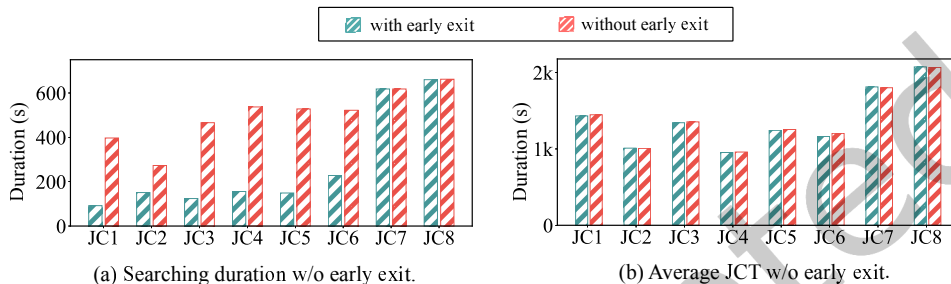 with early exit without early exit
Duration (s)
600
400
200
0
JC1 JC2 JC3 JC4 JC5 JC6 JC7 JC8
(a) Searching duration w/o early exit.
Duration (s)
2k
1k
0
JC1 JC2 JC3 JC4 JC5 JC6 JC7 JC8
(b) Average JCT w/o early exit.